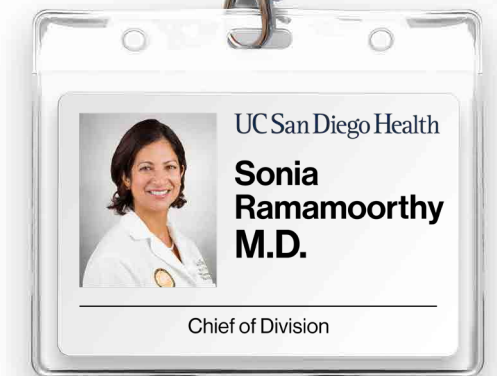 UC San Diego Health
Sonia
Ramamoorthy
M.D.
Chief of Division